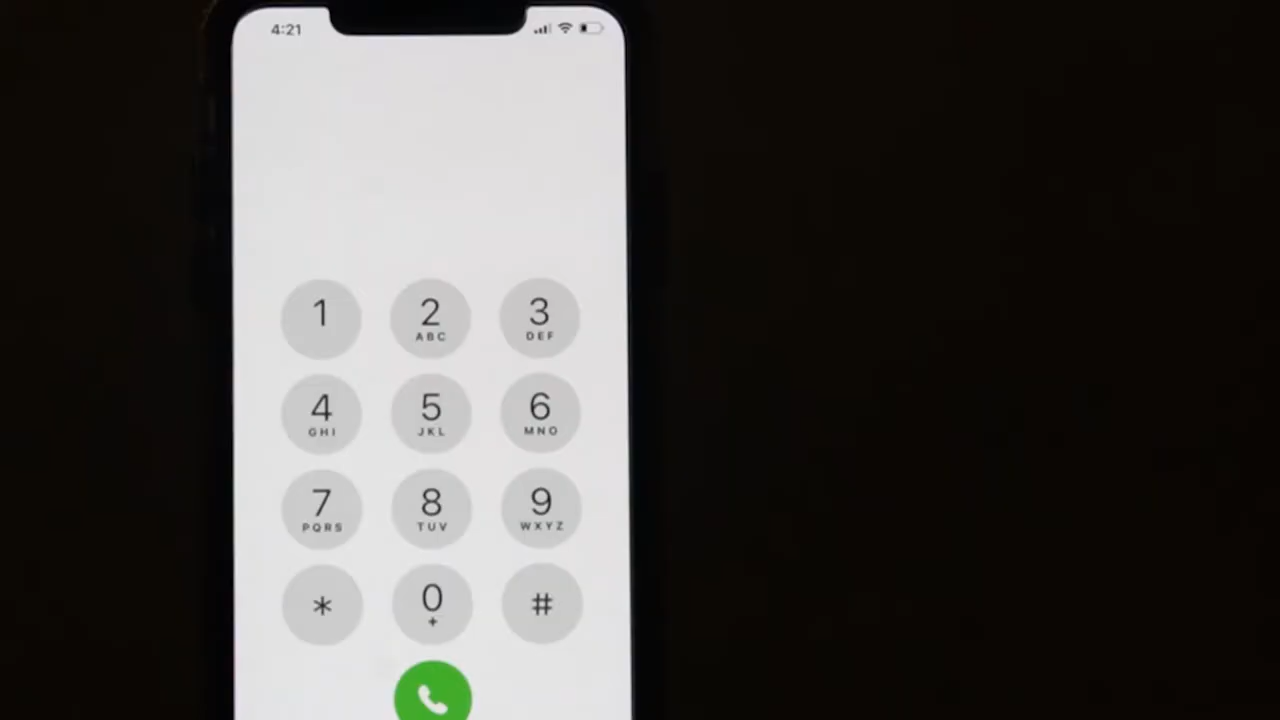 4:21
1 2 3
ABC DEF
4 5 6
GHI JKL MNO
7 8 9
PQRS TUV WXYZ
* 0 #
+